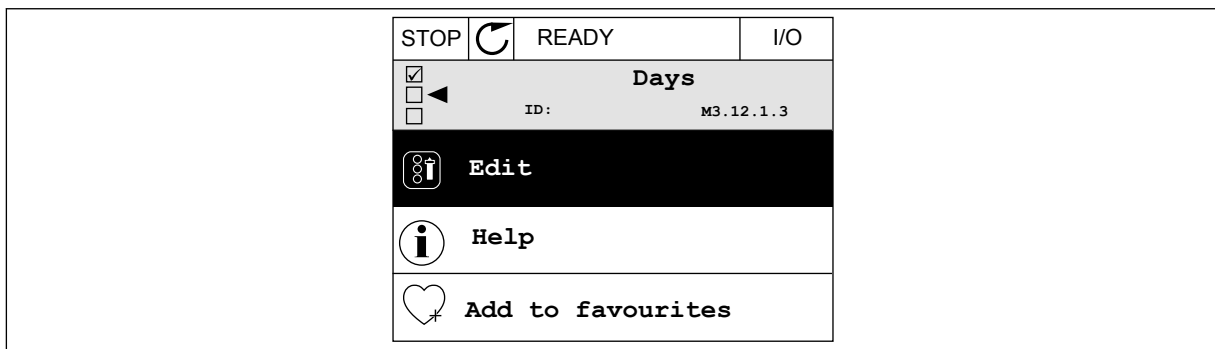 STOP READY I/O
Days
ID: M3.12.1.3
Edit
Help
Add to favourites